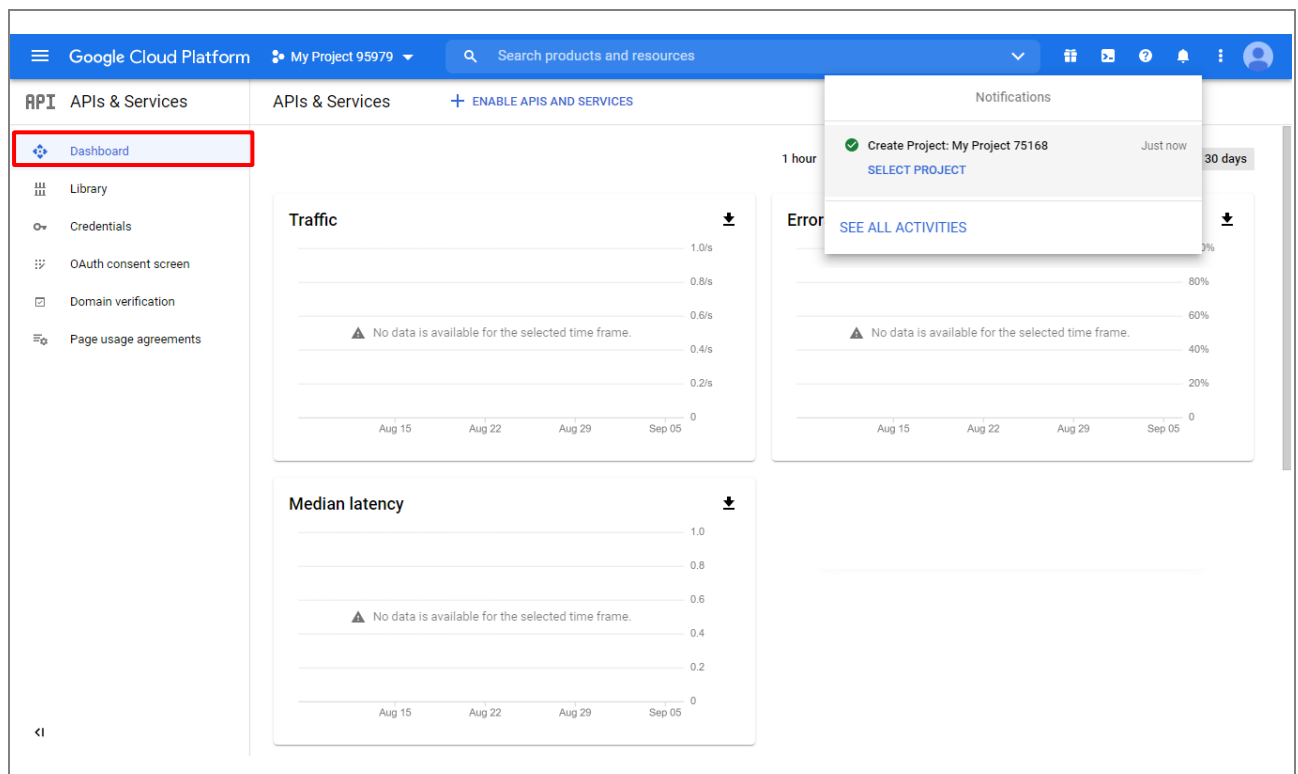 Google Cloud Platform My Project 95979 Search products and resources
API APIs & Services
Dashboard
Library
Credentials
OAuth consent screen
Domain verification
Page usage agreements
APIs & Services ENABLE APIS AND SERVICES
1 hour 30 days
Notifications
Create Project: My Project 75168 Just now
SELECT PROJECT
SEE ALL ACTIVITIES
Traffic
1.0/s
0.8/s
0.6/s
No data is available for the selected time frame.
0.4/s
0.2/s
0
Aug 15 Aug 22 Aug 29 Sep 05
Error
0%
80%
60%
No data is available for the selected time frame.
40%
20%
0
Aug 15 Aug 22 Aug 29 Sep 05
Median latency
1.0
0.8
0.6
No data is available for the selected time frame.
0.4
0.2
0
Aug 15 Aug 22 Aug 29 Sep 05